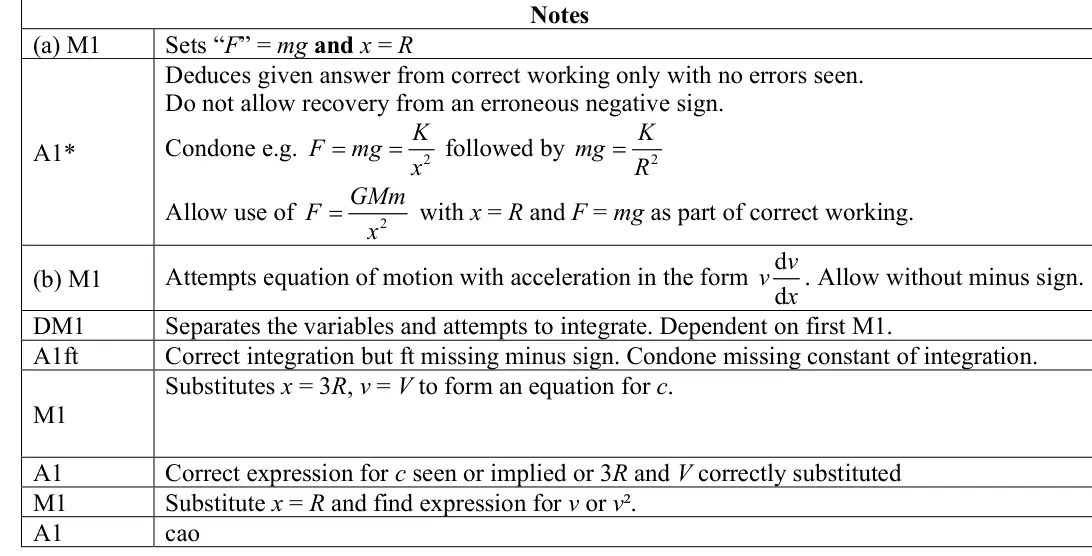 Notes
(a) M1 Sets “F” = mg and x = R
Deduces given answer from correct working only with no errors seen.
Do not allow recovery from an erroneous negative sign.
A1* Condone e.g. F = mg = K/x² followed by mg = K/R²
Allow use of F = GMm/x² with x = R and F = mg as part of correct working.
(b) M1 Attempts equation of motion with acceleration in the form v dv/dx. Allow without minus sign.
DM1 Separates the variables and attempts to integrate. Dependent on first M1.
A1ft Correct integration but ft missing minus sign. Condone missing constant of integration.
M1 Substitutes x = 3R, v = V to form an equation for c.
A1 Correct expression for c seen or implied or 3R and V correctly substituted
M1 Substitute x = R and find expression for v or v².
A1 cao